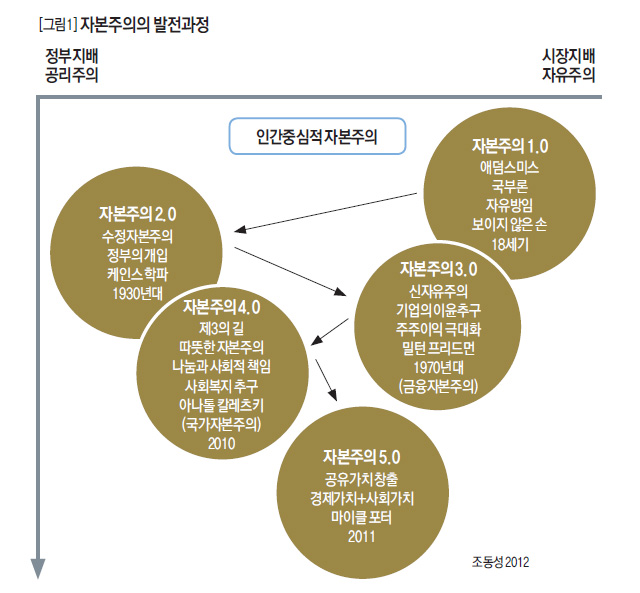 [그림1] 자본주의의 발전과정
정부지배
공리주의
시장지배
자유주의
인간중심적 자본주의
자본주의 1.0
애덤스미스
국부론
자유방임
보이지 않은 손
18세기
자본주의 2.0
수정자본주의
정부의 개입
케인스 학파
1930년대
자본주의 3.0
신자유주의
기업의 이윤추구
주주이익 극대화
밀턴 프리드먼
1970년대
(금융자본주의)
자본주의 4.0
제3의 길
따뜻한 자본주의
나눔과 사회적 책임
사회복지 추구
아나톨 칼레츠키
(국가자본주의)
2010
자본주의 5.0
공유가치 창출
경제가치+사회가치
마이클 포터
2011
조동성 2012